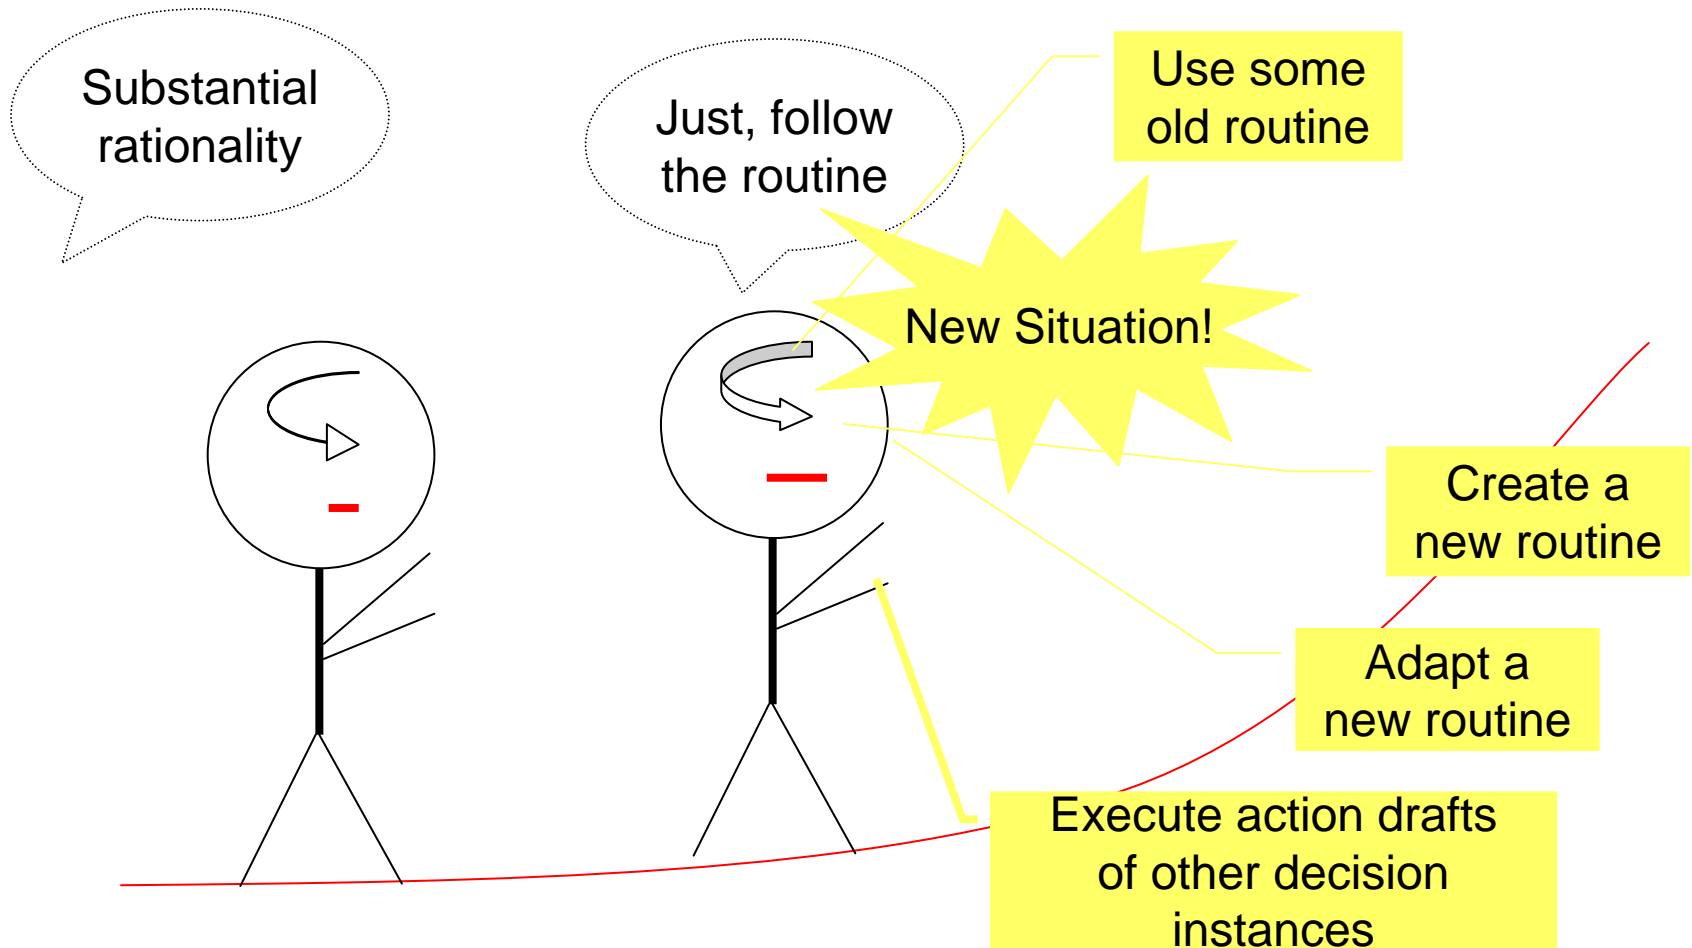 Substantial
rationality
Just, follow
the routine
Use some
old routine
New Situation!
Create a
new routine
Adapt a
new routine
Execute action drafts
of other decision
instances